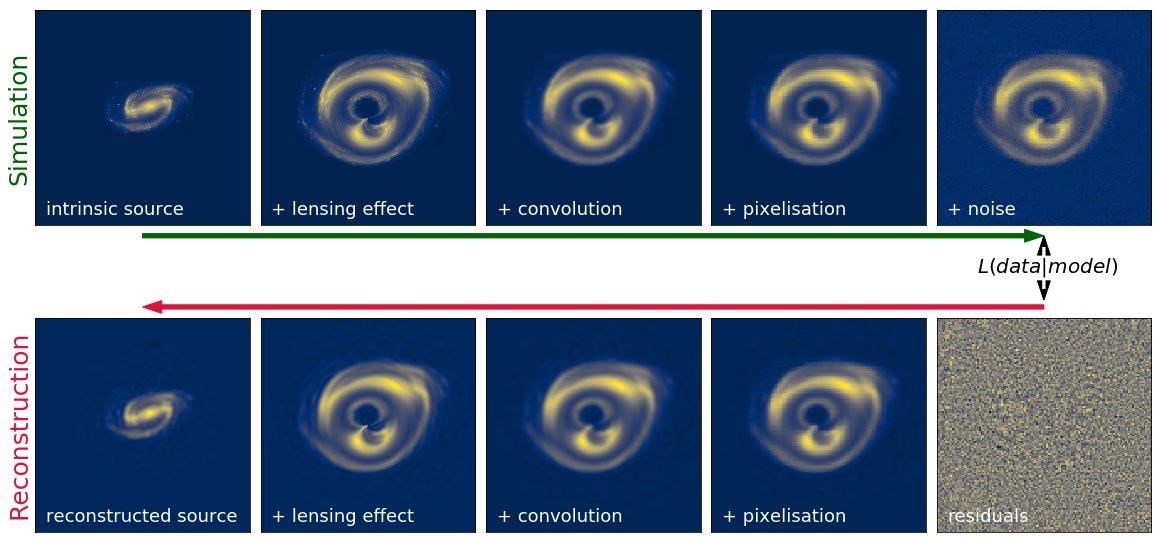 Simulation
intrinsic source
+ lensing effect
+ convolution
+ pixelisation
+ noise
L(data|model)
Reconstruction
reconstructed source
+ lensing effect
+ convolution
+ pixelisation
residuals